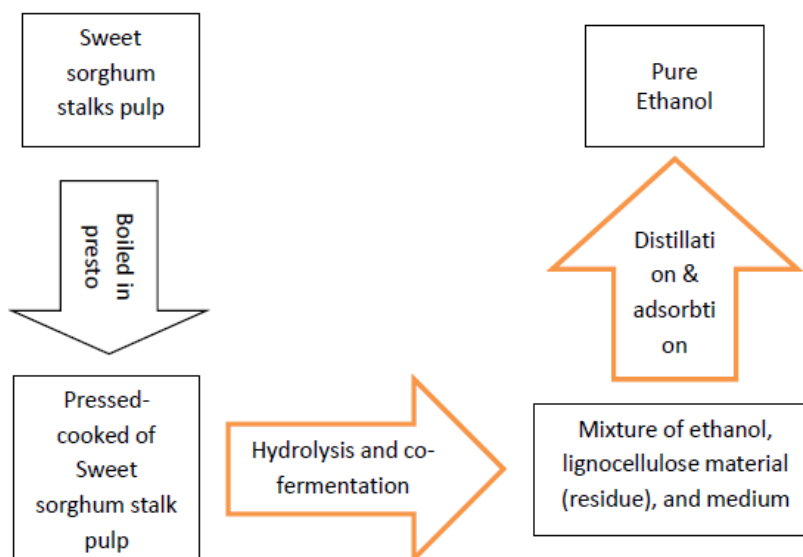 Sweet
sorghum
stalks pulp
Boiled in
presto
Pressed-
cooked of
Sweet
sorghum stalk
pulp
Hydrolysis and co-
fermentation
Mixture of ethanol,
lignocellulose material
(residue), and medium
Distillati
on &
adsorbti
on
Pure
Ethanol